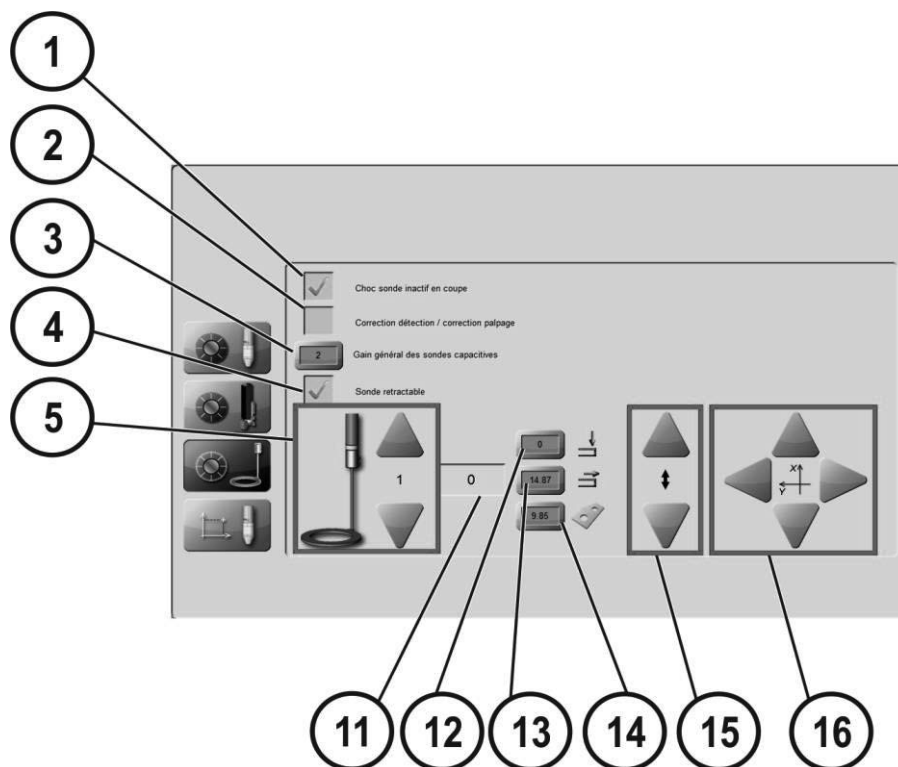 1
2
3
4
5
Choc sonde inactif en coupe
Correction détection / correction palpage
2 Gain général des sondes capacitives
Sonde retractable
1
0
0
14.87
9.85
X
Y
11 12 13 14 15 16